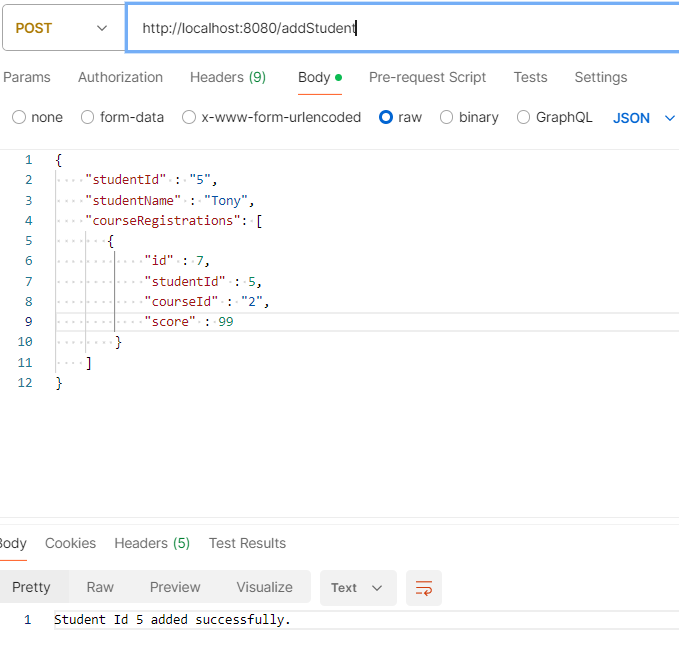 POST http://localhost:8080/addStudent
Params Authorization Headers (9) Body Pre-request Script Tests Settings
none form-data x-www-form-urlencoded raw binary GraphQL JSON
1 {
2 "studentId" : "5",
3 "studentName" : "Tony",
4 "courseRegistrations": [
5 {
6 "id" : 7,
7 "studentId" : 5,
8 "courseId" : "2",
9 "score" : 99
10 }
11 ]
12 }
Body Cookies Headers (5) Test Results
Pretty Raw Preview Visualize Text
1 Student Id 5 added successfully.